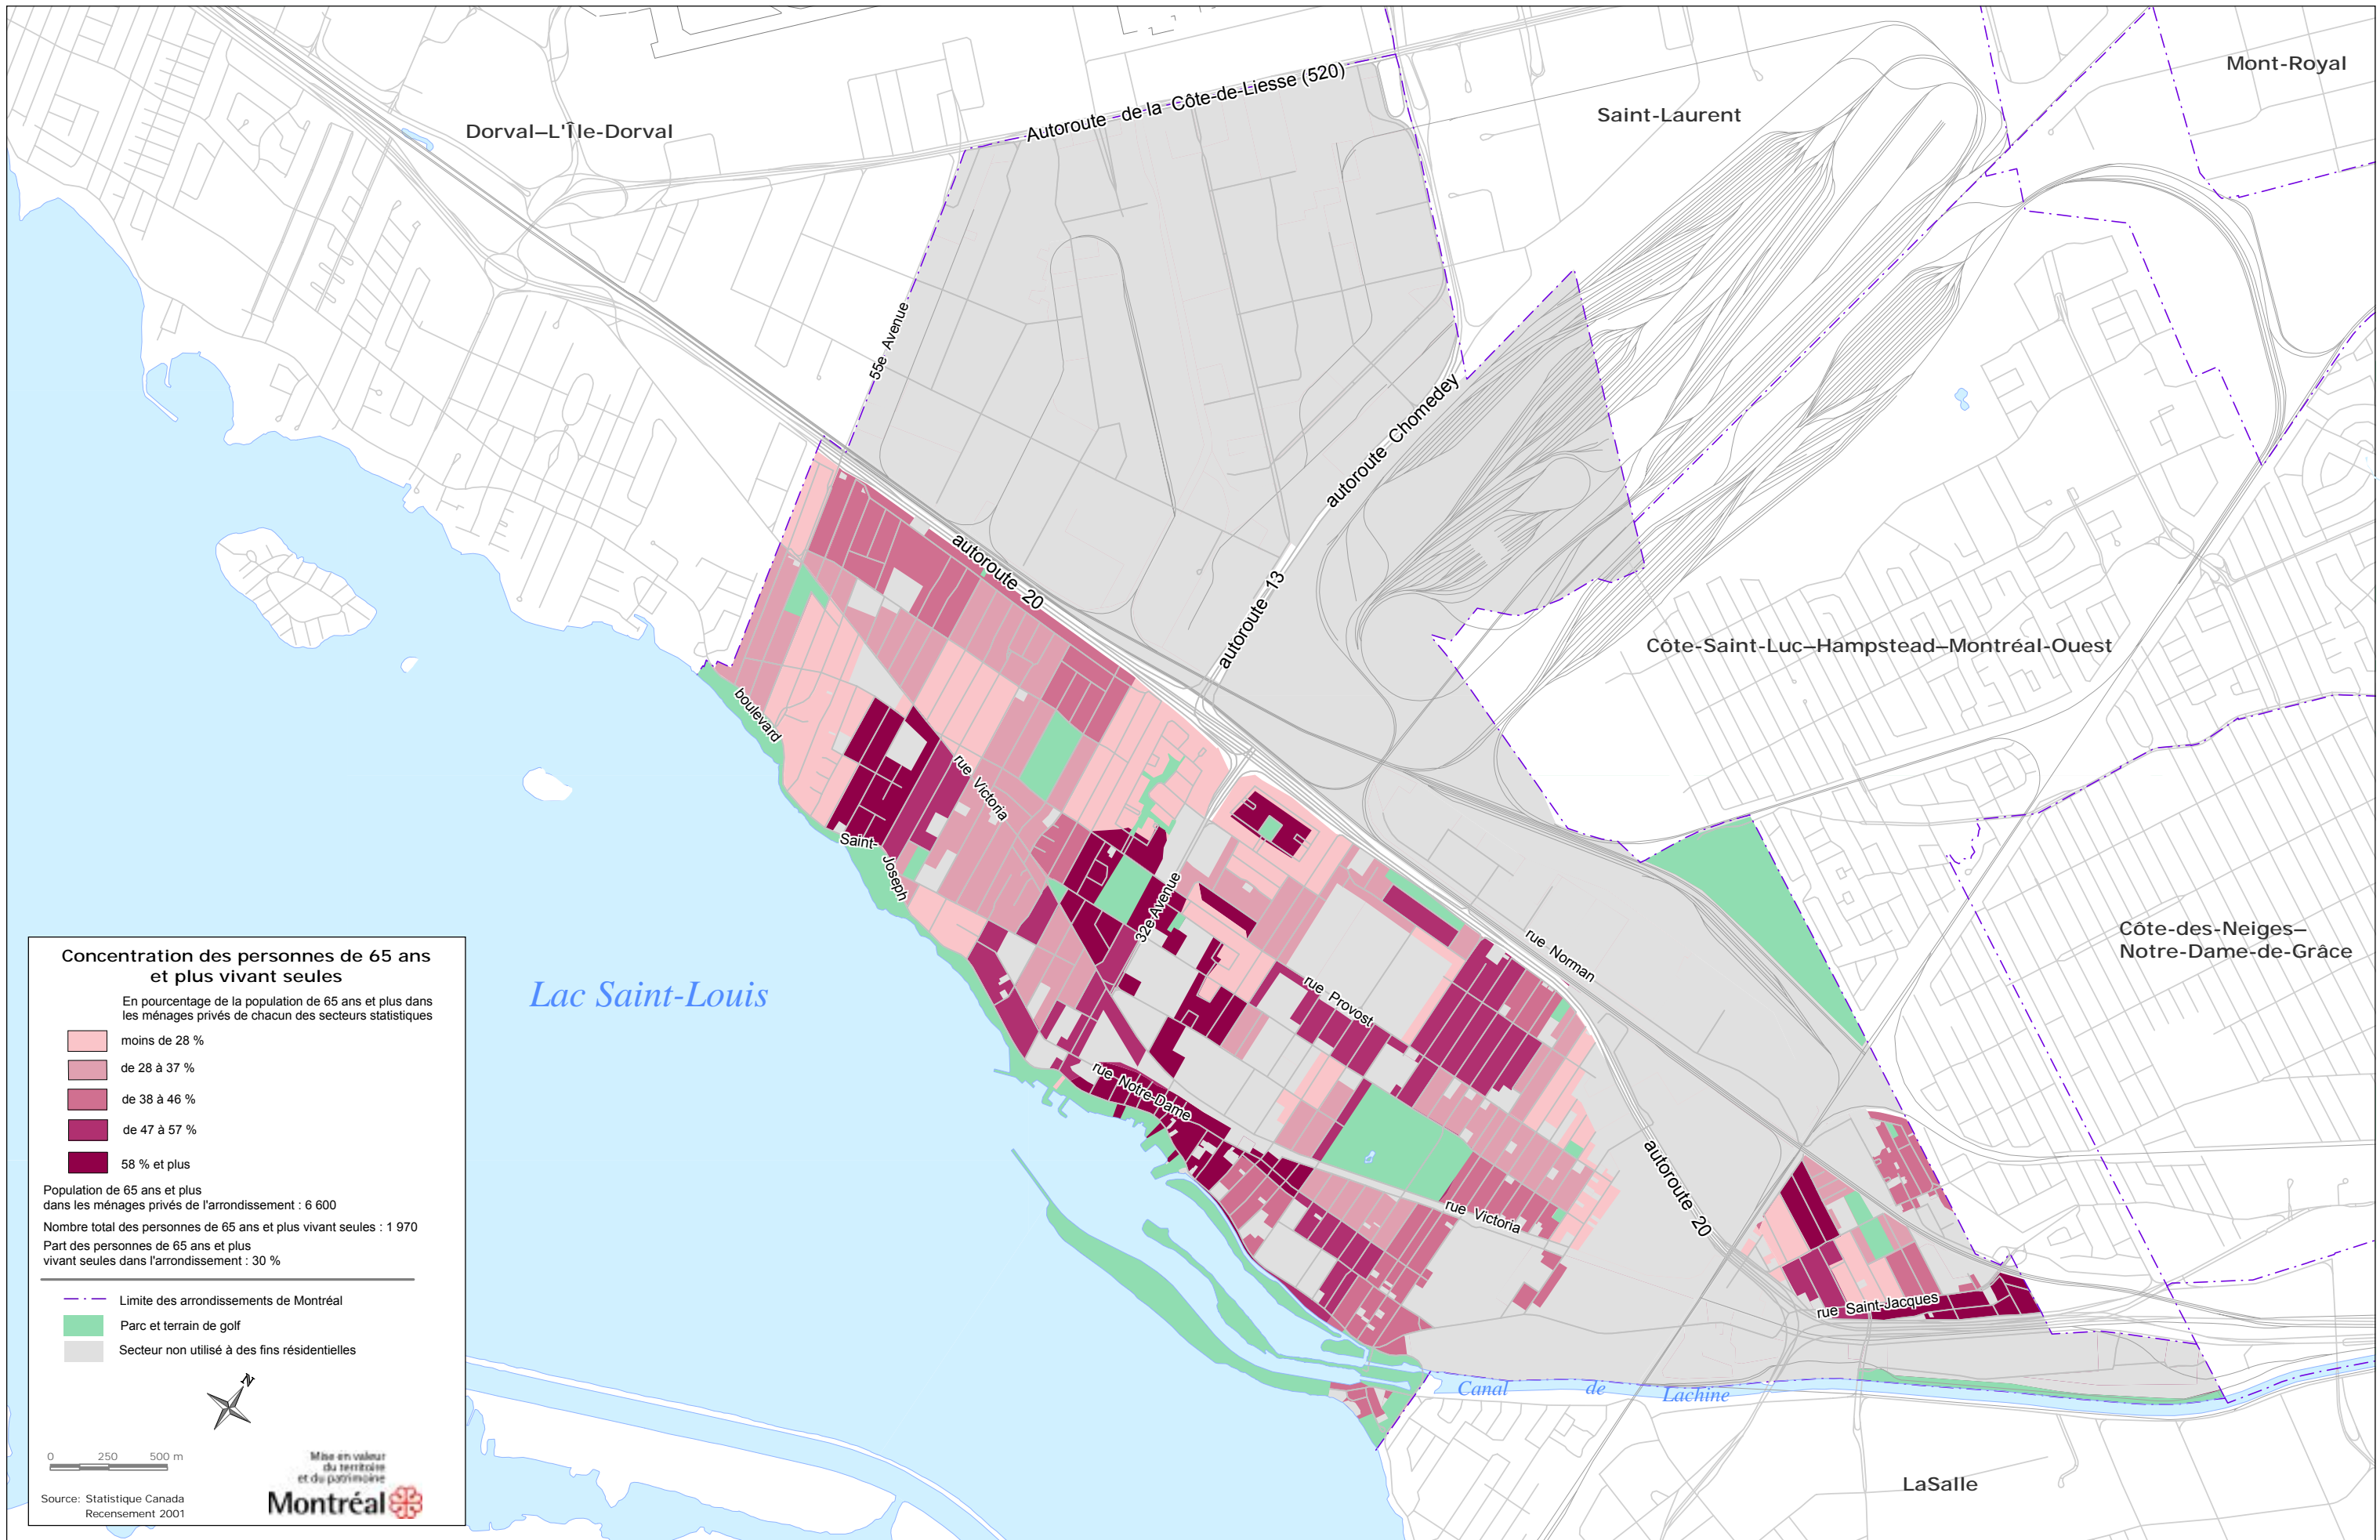 Mont-Royal
Saint-Laurent
Dorval–L'Île-Dorval
Autoroute de la Côte-de-Liesse (520)
55e Avenue
autoroute Chomedey
autoroute 13
autoroute 20
Côte-Saint-Luc–Hampstead–Montréal-Ouest
boulevard
Saint-
Joseph
rue Victoria
32e Avenue
rue Norman
rue Provost
Côte-des-Neiges–
Notre-Dame-de-Grâce
Lac Saint-Louis
rue Notre-Dame
rue Victoria
autoroute 20
rue Saint-Jacques
Canal de Lachine
LaSalle
Concentration des personnes de 65 ans
et plus vivant seules
En pourcentage de la population de 65 ans et plus dans
les ménages privés de chacun des secteurs statistiques
moins de 28 %
de 28 à 37 %
de 38 à 46 %
de 47 à 57 %
58 % et plus
Population de 65 ans et plus
dans les ménages privés de l'arrondissement : 6 600
Nombre total des personnes de 65 ans et plus vivant seules : 1 970
Part des personnes de 65 ans et plus
vivant seules dans l'arrondissement : 30 %
Limite des arrondissements de Montréal
Parc et terrain de golf
Secteur non utilisé à des fins résidentielles
N
0 250 500 m
Mise en valeur
du territoire
et du patrimoine
Montréal
Source: Statistique Canada
Recensement 2001